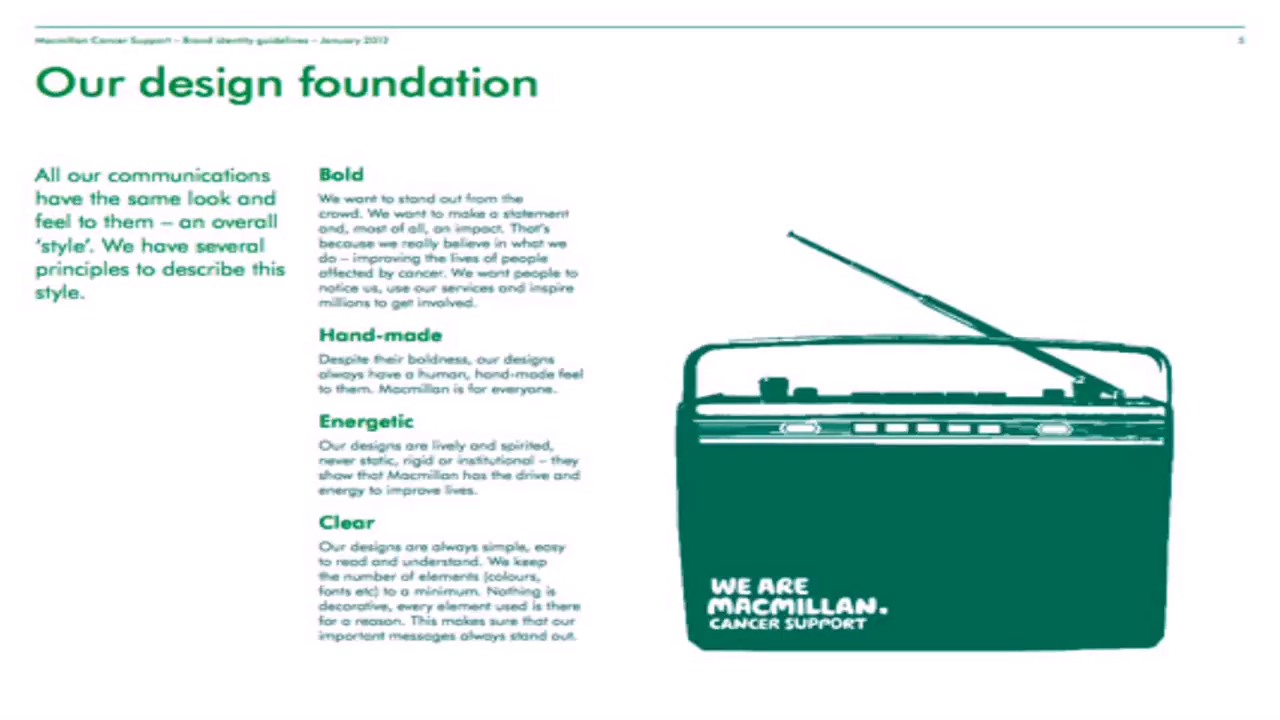 Macmillan Cancer Support – Brand identity guidelines – January 2012
5
Our design foundation
All our communications
have the same look and
feel to them – an overall
‘style’. We have several
principles to describe this
style.
Bold
We want to stand out from the
crowd. We want to make a statement
and, most of all, an impact. That’s
because we really believe in what we
do – improving the lives of people
affected by cancer. We want people to
notice us, use our services and inspire
millions to get involved.
Hand-made
Despite their boldness, our designs
always have a human, hand-made feel
to them. Macmillan is for everyone.
Energetic
Our designs are lively and spirited,
never static, rigid or institutional – they
show that Macmillan has the drive and
energy to improve lives.
Clear
Our designs are always simple, easy
to read and understand. We keep
the number of elements (colours,
fonts etc) to a minimum. Nothing is
decorative, every element used is there
for a reason. This makes sure that our
important messages always stand out.
WE ARE
MACMILLAN.
CANCER SUPPORT